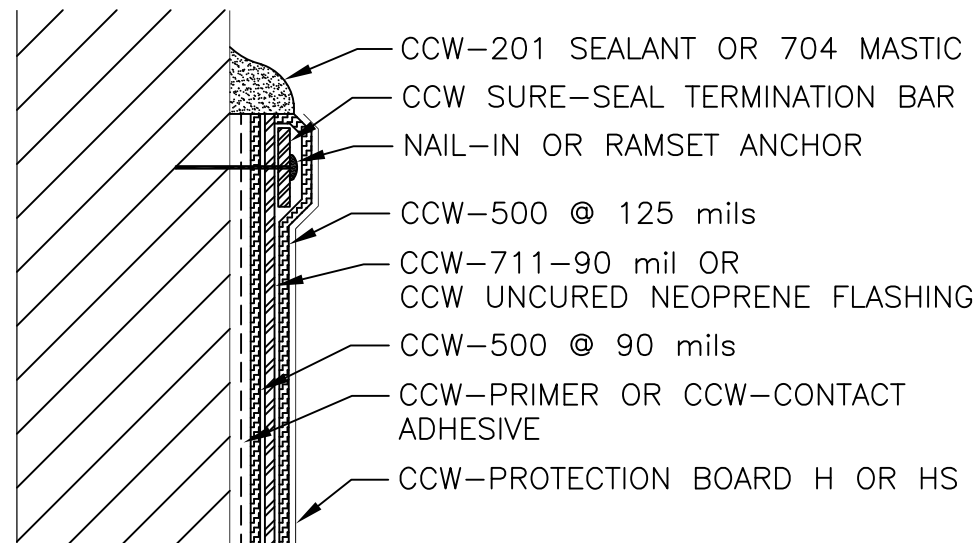 CCW-201 SEALANT OR 704 MASTIC
CCW SURE-SEAL TERMINATION BAR
NAIL-IN OR RAMSET ANCHOR
CCW-500 @ 125 mils
CCW-711-90 mil OR
CCW UNCURED NEOPRENE FLASHING
CCW-500 @ 90 mils
CCW-PRIMER OR CCW-CONTACT
ADHESIVE
CCW-PROTECTION BOARD H OR HS